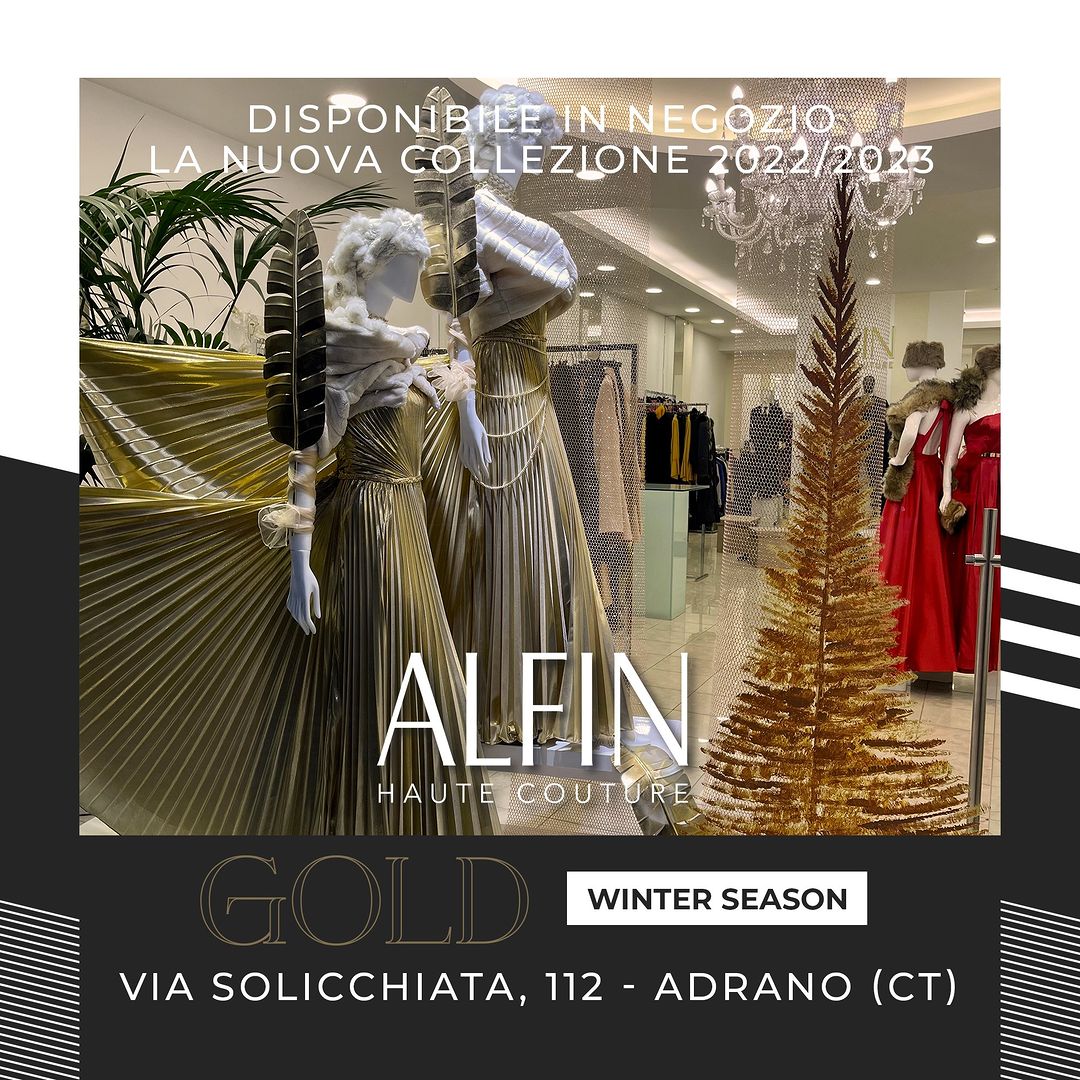 DISPONIBILE IN NEGOZIO
LA NUOVA COLLEZIONE 2022/2023
ALFIN
HAUTE COUTURE
GOLD
WINTER SEASON
VIA SOLICCHIATA, 112 - ADRANO (CT)